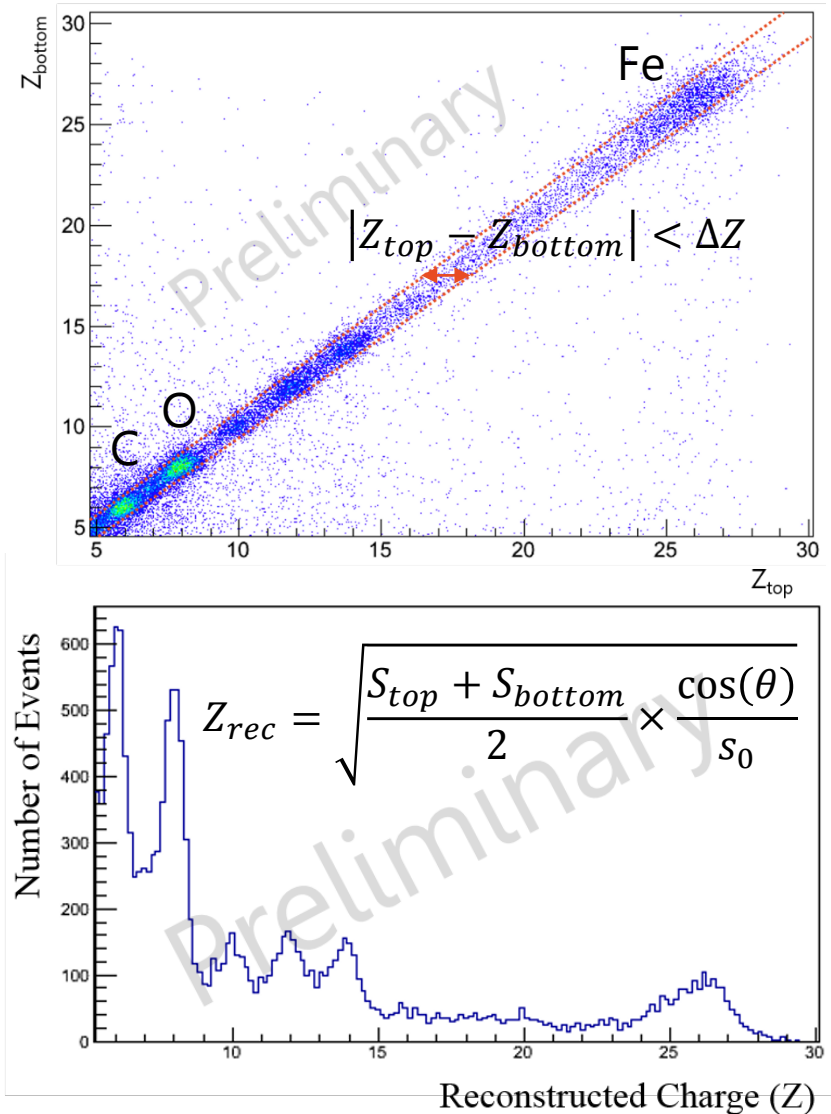 30
Z_bottom
Fe
25
Preliminary
20
|Z_top − Z_bottom| < ΔZ
15
O
10
C
5
5 10 15 20 25 30
Z_top
600
500
400
300
200
100
0
Number of Events
Z_rec = √((S_top + S_bottom)/2 × cos(θ)/s_0)
Preliminary
10 15 20 25 30
Reconstructed Charge (Z)